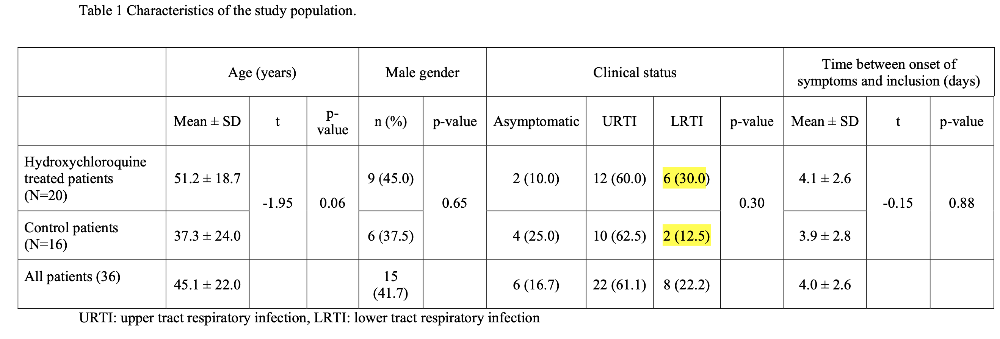 Table 1 Characteristics of the study population.
Age (years) Male gender Clinical status Time between onset of
symptoms and inclusion (days)
Mean ± SD t p-
value n (%) p-value Asymptomatic URTI LRTI p-value Mean ± SD t p-value
Hydroxychloroquine
treated patients
(N=20)
51.2 ± 18.7 -1.95 0.06 9 (45.0) 0.65 2 (10.0) 12 (60.0) 6 (30.0) 0.30 4.1 ± 2.6 -0.15 0.88
Control patients
(N=16)
37.3 ± 24.0 6 (37.5) 4 (25.0) 10 (62.5) 2 (12.5) 3.9 ± 2.8
All patients (36) 45.1 ± 22.0 15
(41.7) 6 (16.7) 22 (61.1) 8 (22.2) 4.0 ± 2.6
URTI: upper tract respiratory infection, LRTI: lower tract respiratory infection